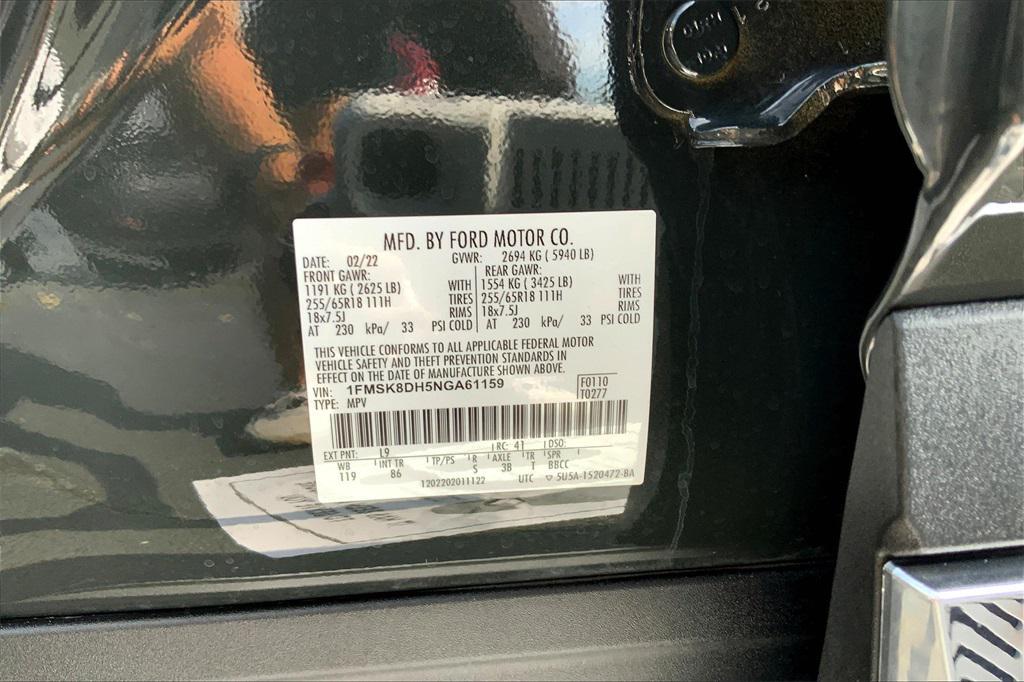 MFD. BY FORD MOTOR CO.
DATE: 02/22 GVWR: 2694 KG ( 5940 LB)
FRONT GAWR: REAR GAWR:
1191 KG ( 2625 LB) WITH 1554 KG ( 3425 LB) WITH
255/65R18 111H TIRES 255/65R18 111H TIRES
18x7.5J RIMS 18x7.5J RIMS
AT 230 kPa/ 33 PSI COLD AT 230 kPa/ 33 PSI COLD
THIS VEHICLE CONFORMS TO ALL APPLICABLE FEDERAL MOTOR
VEHICLE SAFETY AND THEFT PREVENTION STANDARDS IN
EFFECT ON THE DATE OF MANUFACTURE SHOWN ABOVE.
VIN: 1FMSK8DH5NGA61159 F0110
TYPE: MPV T0277
EXT PNT: L9 RC: 41 DSO:
WB INT TR TP/PS R AXLE TR SPR
119 86 S 3B T BBCC
1202202011122 UTC 5U5A-1520472-BA